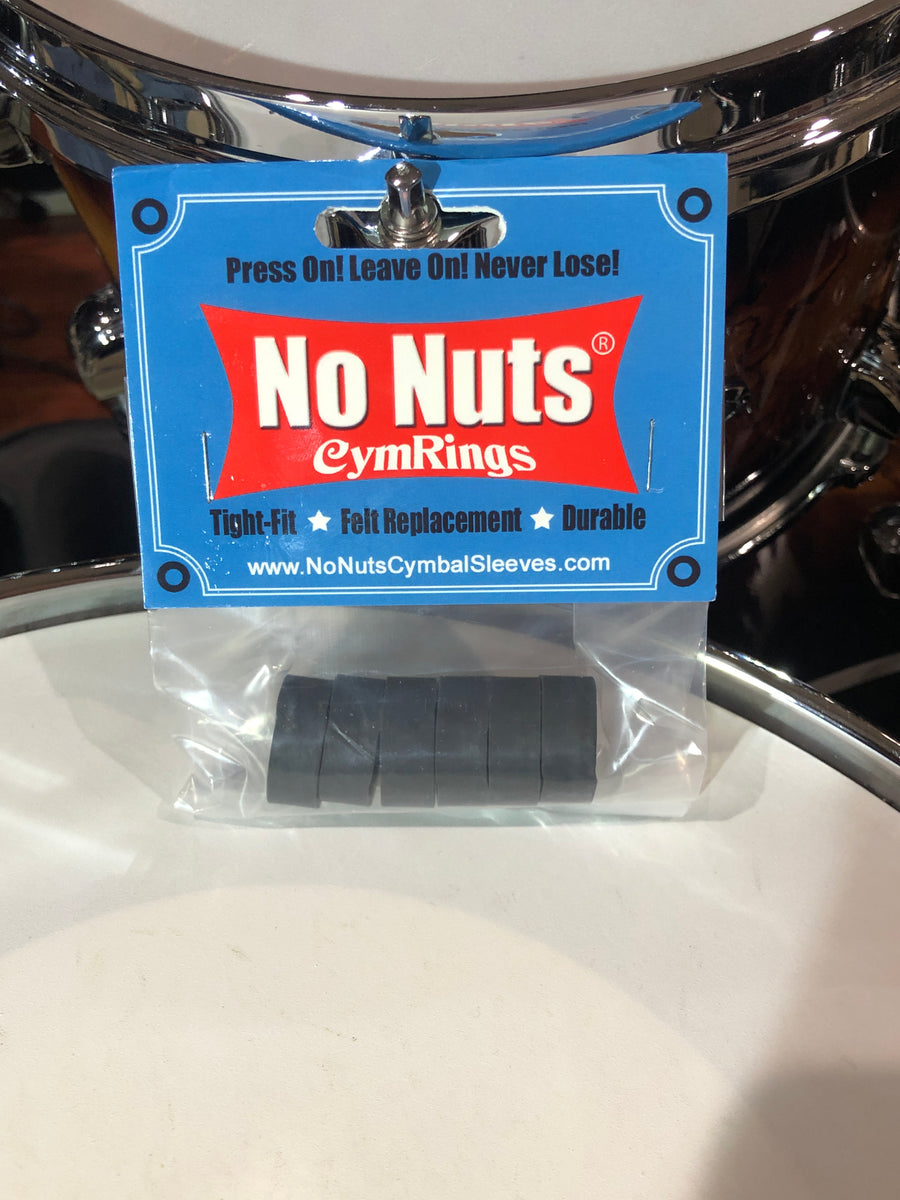 Press On! Leave On! Never Lose!
No Nuts®
CymRings
Tight-Fit ★ Felt Replacement ★ Durable
www.NoNutsCymbalSleeves.com